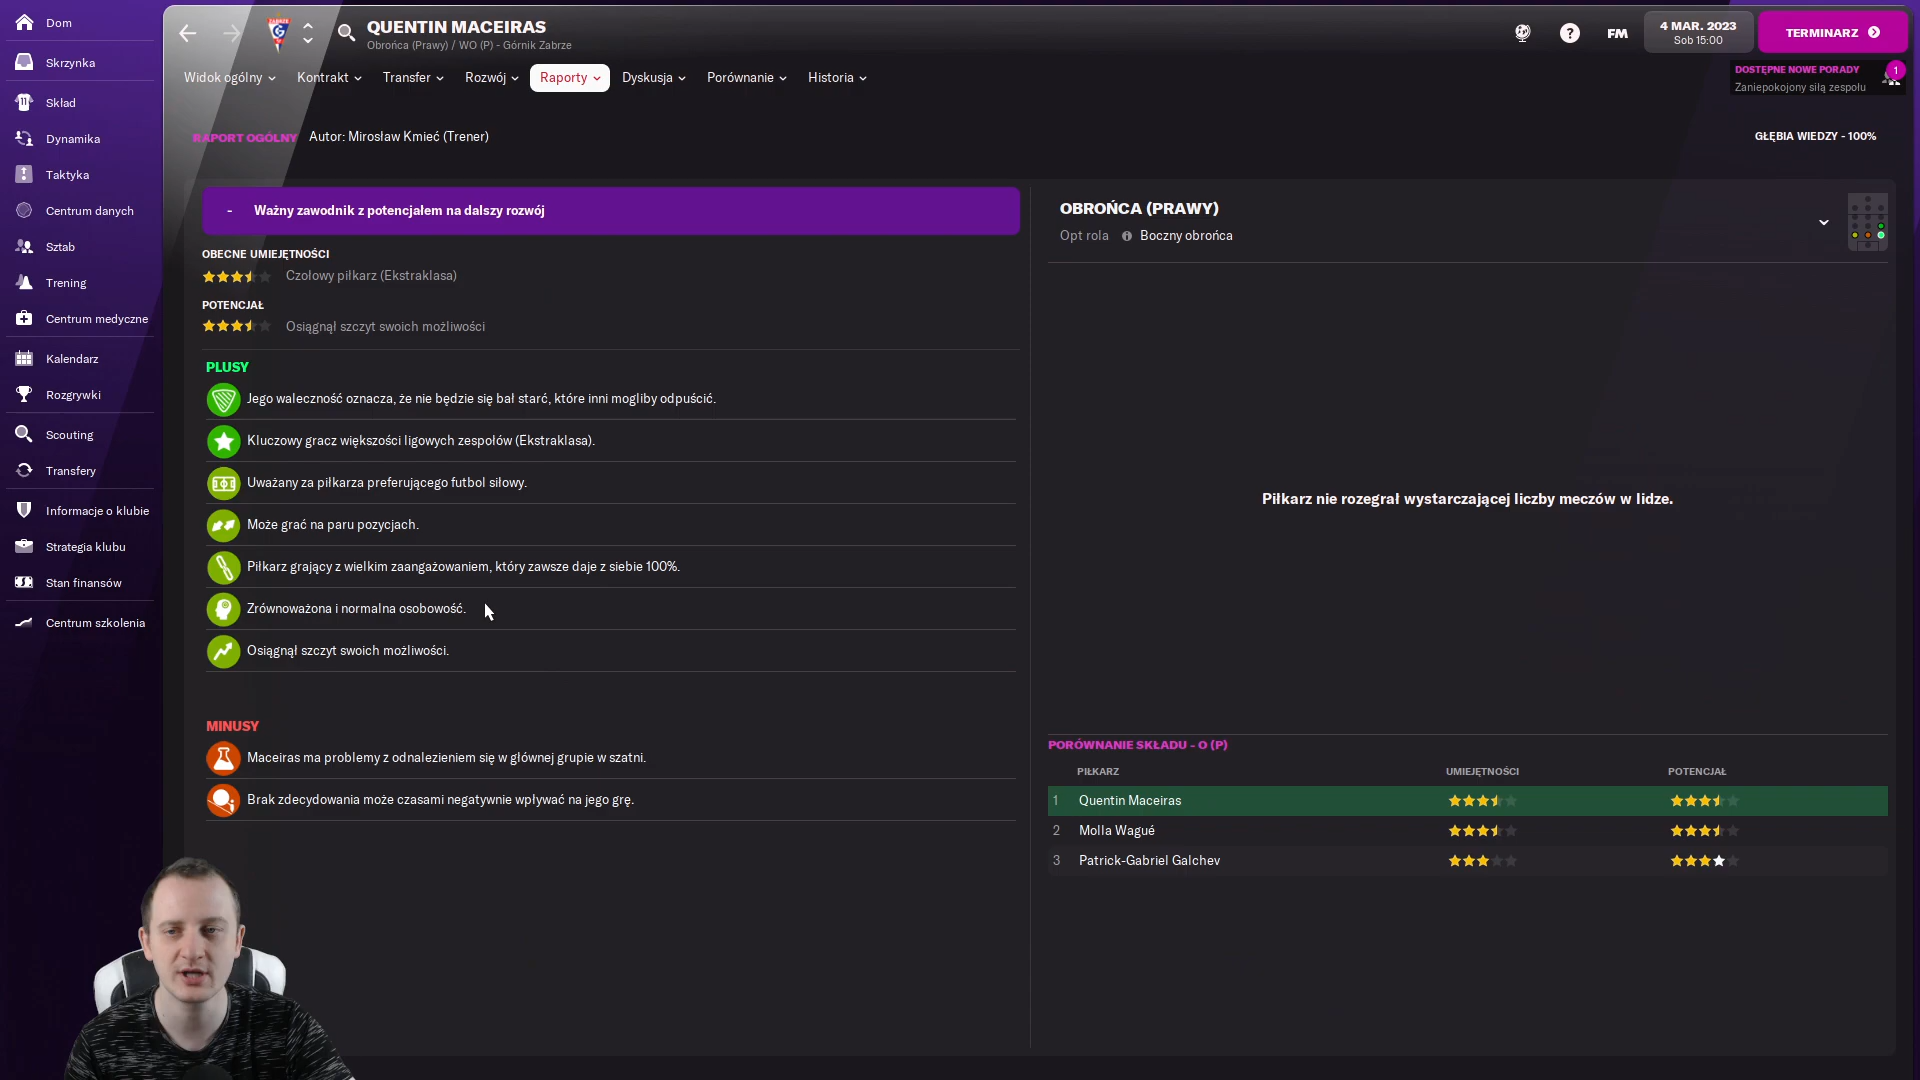 Dom
Skrzynka
Skład
Dynamika
Taktyka
Centrum danych
Sztab
Trening
Centrum medyczne
Kalendarz
Rozgrywki
Scouting
Transfery
Informacje o klubie
Strategia klubu
Stan finansów
Centrum szkolenia
QUENTIN MACEIRAS
Obrońca (Prawy) / WO (P) - Górnik Zabrze
FM
4 MAR. 2023
Sob 15:00
TERMINARZ
Widok ogólny
Kontrakt
Transfer
Rozwój
Raporty
Dyskusja
Porównanie
Historia
DOSTĘPNE NOWE PORADY
Zaniepokojony siłą zespołu
1
RAPORT OGÓLNY
Autor: Mirosław Kmieć (Trener)
GŁĘBIA WIEDZY - 100%
- Ważny zawodnik z potencjałem na dalszy rozwój
OBECNE UMIEJĘTNOŚCI
Czołowy piłkarz (Ekstraklasa)
POTENCJAŁ
Osiągnął szczyt swoich możliwości
PLUSY
Jego waleczność oznacza, że nie będzie się bał starć, które inni mogliby odpuścić.
Kluczowy gracz większości ligowych zespołów (Ekstraklasa).
Uważany za piłkarza preferującego futbol siłowy.
Może grać na paru pozycjach.
Piłkarz grający z wielkim zaangażowaniem, który zawsze daje z siebie 100%.
Zrównoważona i normalna osobowość.
Osiągnął szczyt swoich możliwości.
MINUSY
Maceiras ma problemy z odnalezieniem się w głównej grupie w szatni.
Brak zdecydowania może czasami negatywnie wpływać na jego grę.
OBROŃCA (PRAWY)
Opt rola Boczny obrońca
Piłkarz nie rozegrał wystarczającej liczby meczów w lidze.
PORÓWNANIE SKŁADU - O (P)
PIŁKARZ UMIEJĘTNOŚCI POTENCJAŁ
1 Quentin Maceiras
2 Molla Wagué
3 Patrick-Gabriel Galchev